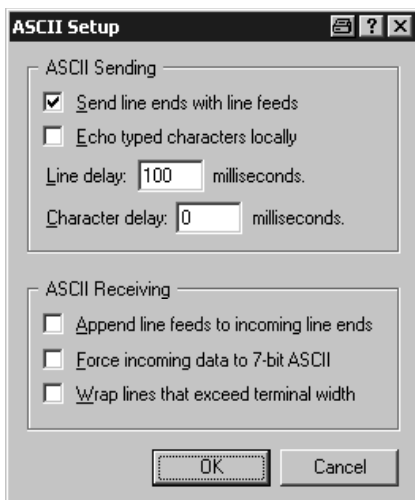 ASCII Setup
ASCII Sending
Send line ends with line feeds
Echo typed characters locally
Line delay: 100 milliseconds.
Character delay: 0 milliseconds.
ASCII Receiving
Append line feeds to incoming line ends
Force incoming data to 7-bit ASCII
Wrap lines that exceed terminal width
OK Cancel